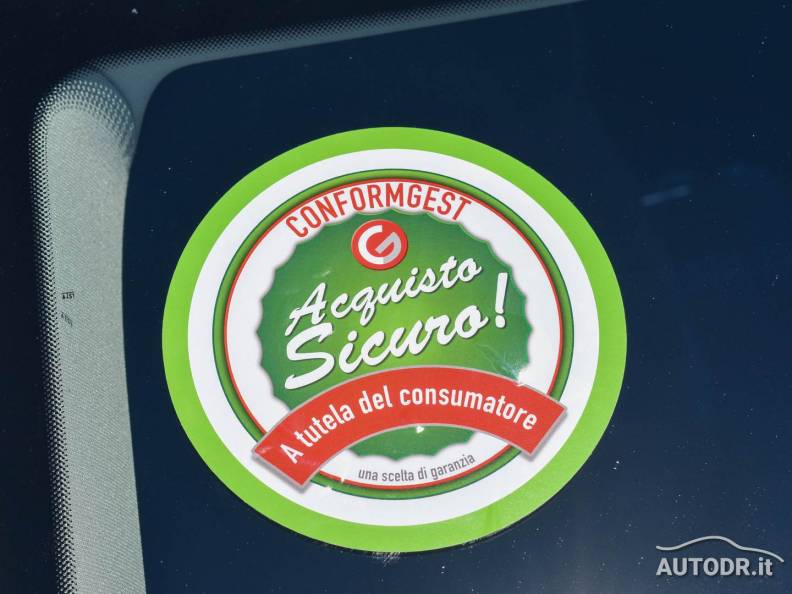 CONFORMGEST
Acquisto
Sicuro!
A tutela del consumatore
una scelta di garanzia
AUTODR.it